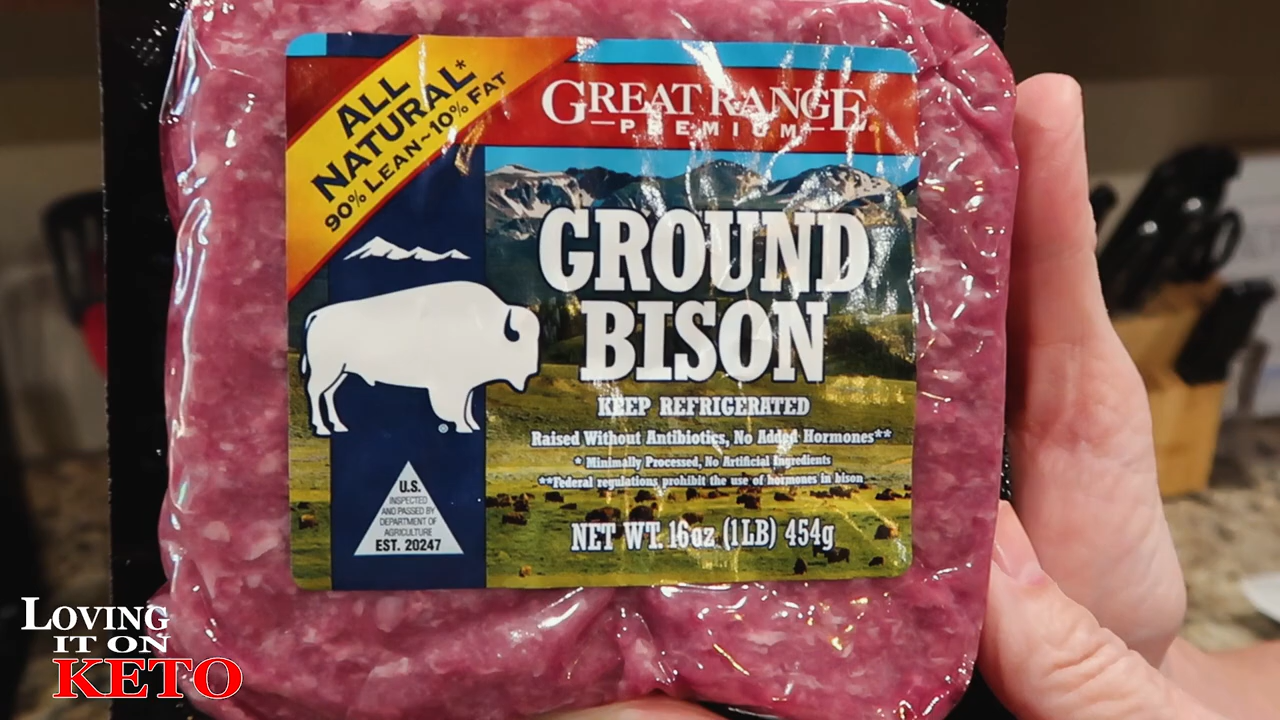 ALL
NATURAL*
90% LEAN~10% FAT
GREAT RANGE
PREMIUM
GROUND
BISON
KEEP REFRIGERATED
Raised Without Antibiotics, No Added Hormones**
* Minimally Processed, No Artificial Ingredients
**Federal regulations prohibit the use of hormones in bison
NET WT. 16oz (1LB) 454g
®
U.S.
INSPECTED
AND PASSED BY
DEPARTMENT OF
AGRICULTURE
EST. 20247
LOVING
IT ON
KETO